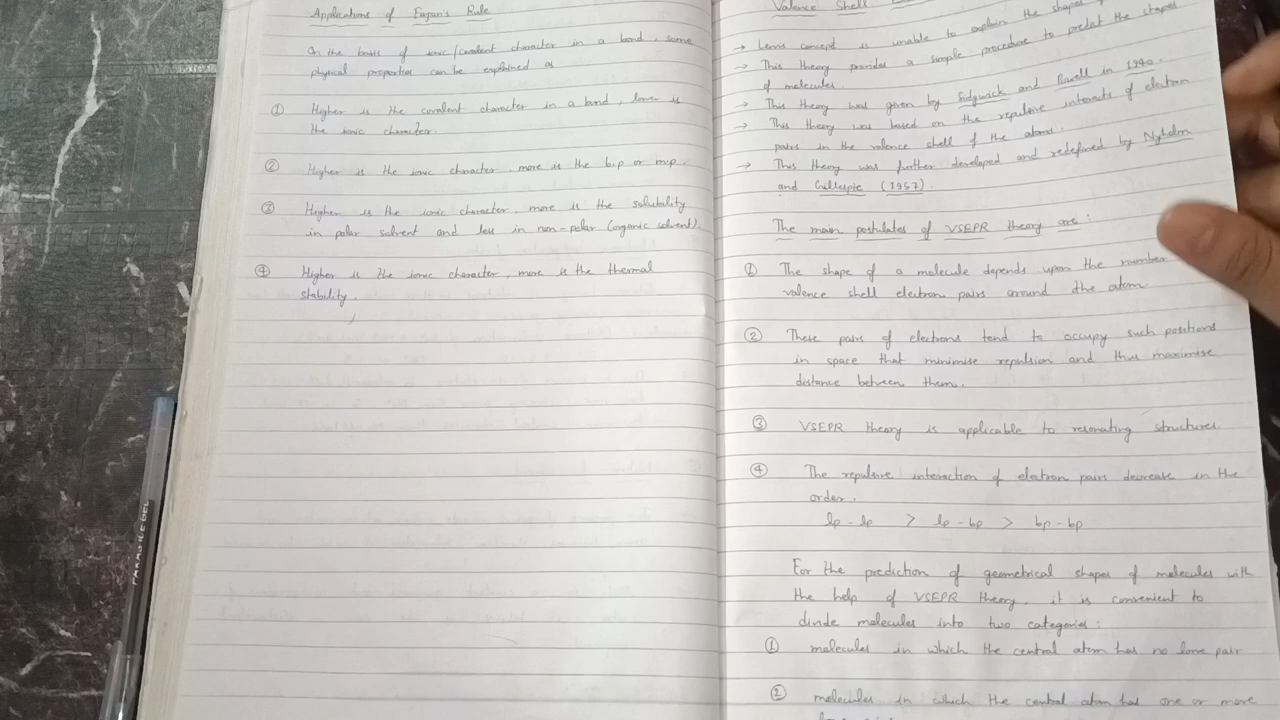 Applications of Fajan's Rule
On the basis of ionic/covalent character in a bond, some
physical properties can be explained as
① Higher is the covalent character in a bond, lower is
the ionic character.
② Higher is the ionic character, more is the b.p or m.p.
③ Higher is the ionic character, more is the solubility
in polar solvent and less in non-polar (organic solvent)
④ Higher is the ionic character, more is the thermal
stability.
Valence Shell
→ Lewis concept is unable to explain the shapes
→ This theory provides a simple procedure to predict the shapes
of molecules.
→ This theory was given by Sidgwick and Powell in 1940.
→ This theory was based on the repulsive interacts of electron
pairs in the valence shell of the atoms.
→ This theory was further developed and redefined by Nyholm
and Gillespie (1957).
The main postulates of VSEPR theory are:
① The shape of a molecule depends upon the number
valence shell electron pairs around the atom
② These pairs of electrons tend to occupy such positions
in space that minimise repulsion and thus maximise
distance between them.
③ VSEPR theory is applicable to resonating structures.
④ The repulsive interaction of electron pairs decrease in the
order.
lp - lp > lp - bp > bp - bp
For the prediction of geometrical shapes of molecules with
the help of VSEPR theory, it is convenient to
divide molecules into two categories:
① molecules in which the central atom has no lone pair
② molecules in which the central atom has one or more